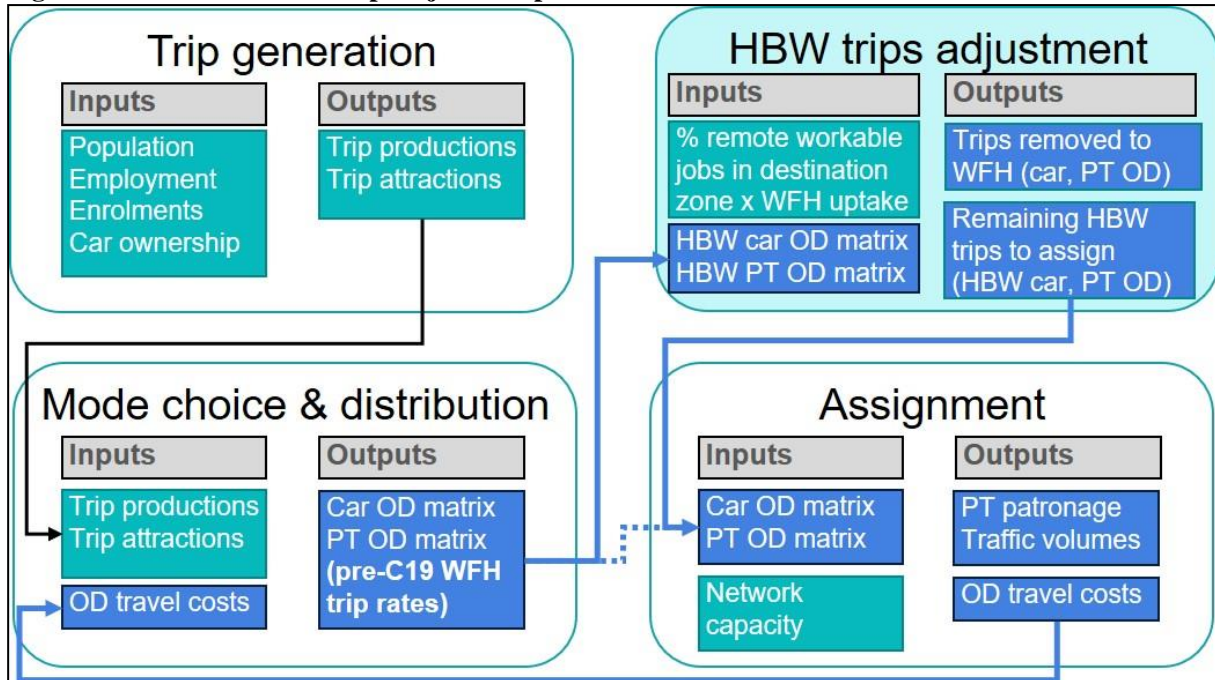 Trip generation
Inputs
Population
Employment
Enrolments
Car ownership
Outputs
Trip productions
Trip attractions
HBW trips adjustment
Inputs
% remote workable
jobs in destination
zone x WFH uptake
HBW car OD matrix
HBW PT OD matrix
Outputs
Trips removed to
WFH (car, PT OD)
Remaining HBW
trips to assign
(HBW car, PT OD)
Mode choice & distribution
Inputs
Trip productions
Trip attractions
OD travel costs
Outputs
Car OD matrix
PT OD matrix
(pre-C19 WFH
trip rates)
Assignment
Inputs
Car OD matrix
PT OD matrix
Network
capacity
Outputs
PT patronage
Traffic volumes
OD travel costs